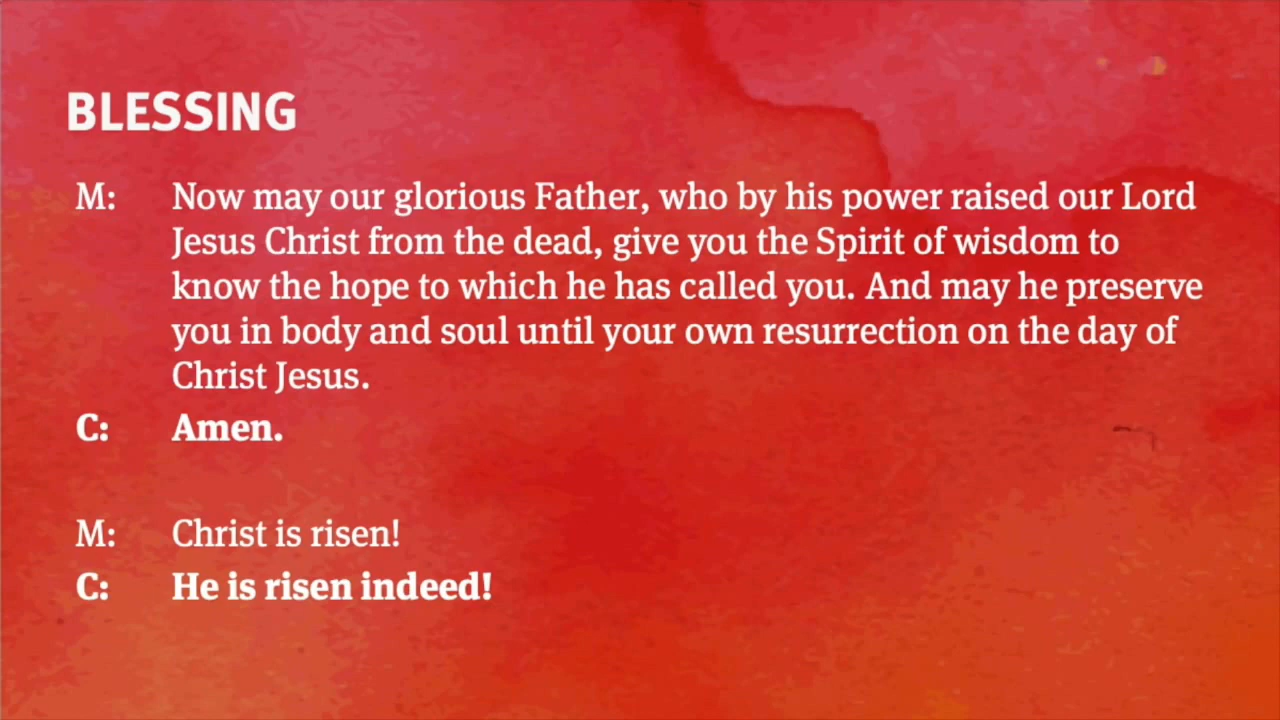 BLESSING
M: Now may our glorious Father, who by his power raised our Lord
Jesus Christ from the dead, give you the Spirit of wisdom to
know the hope to which he has called you. And may he preserve
you in body and soul until your own resurrection on the day of
Christ Jesus.
C: Amen.
M: Christ is risen!
C: He is risen indeed!